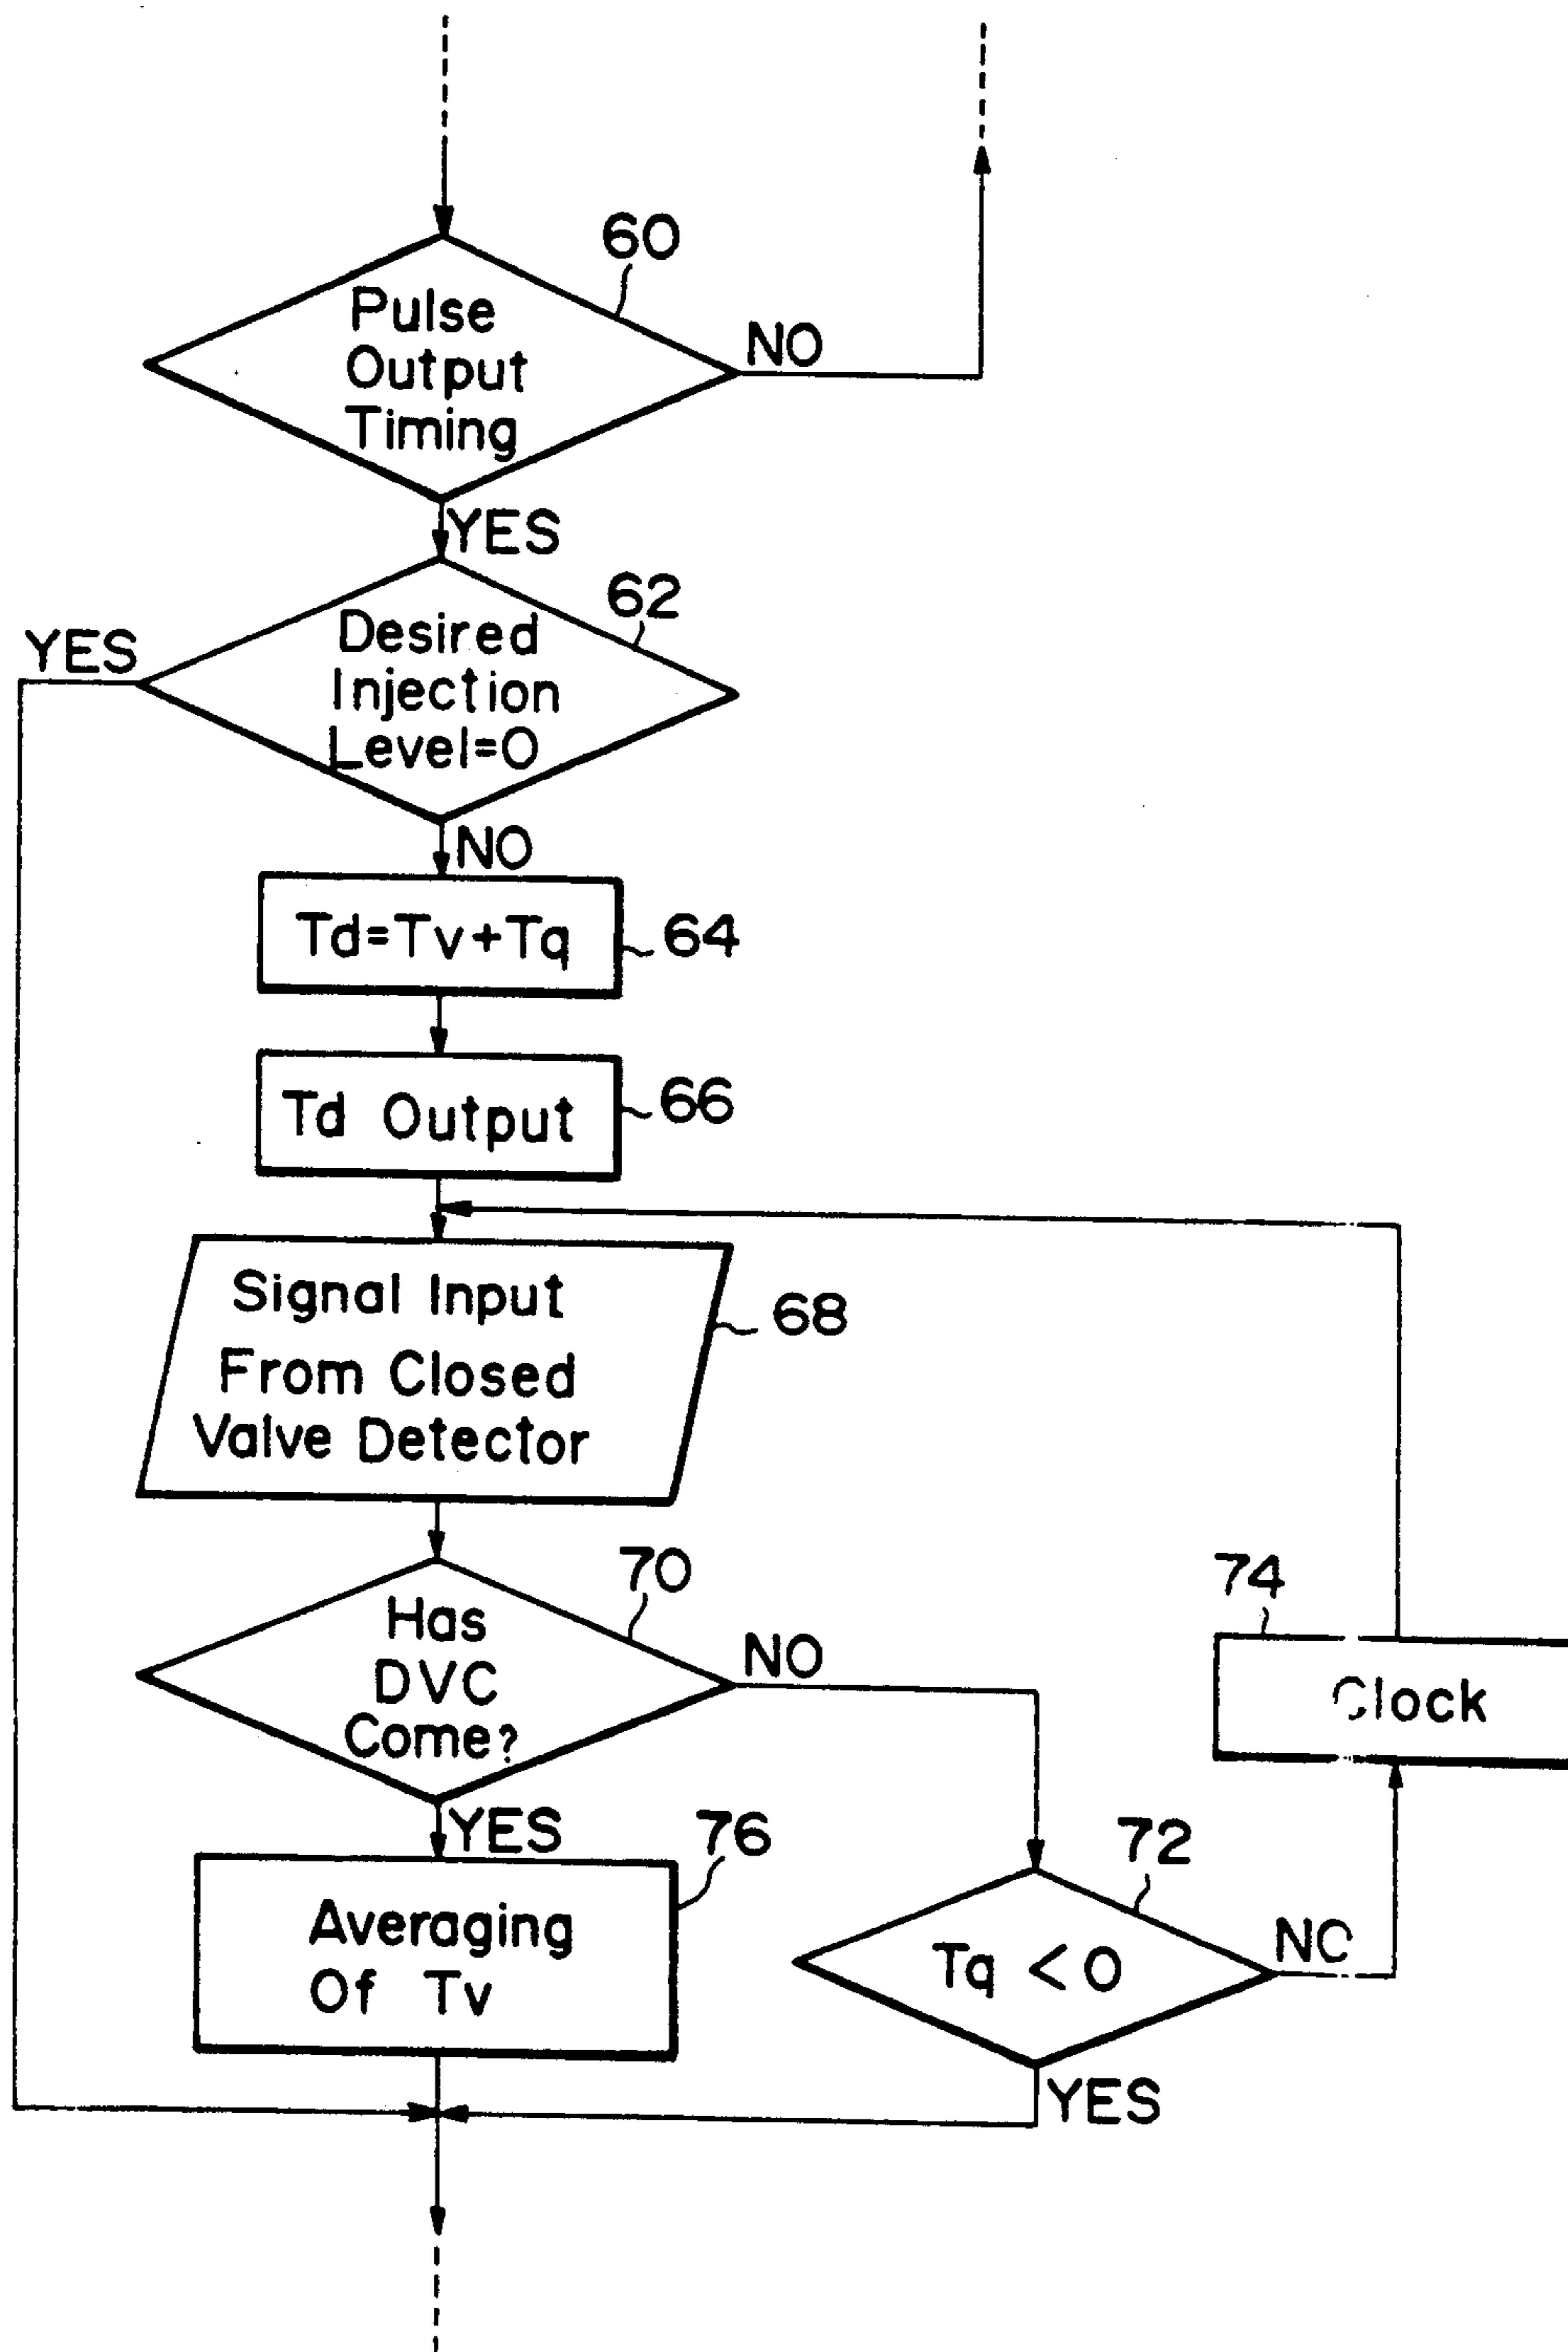 60
Pulse
Output
Timing
NO
YES
62
Desired
Injection
Level=0
YES
NO
Td=Tv+Tq
64
Td Output
66
Signal Input
From Closed
Valve Detector
68
70
Has
DVC
Come?
NO
74
Clock
YES
76
72
Averaging
Of Tv
Tq < 0
NO
YES